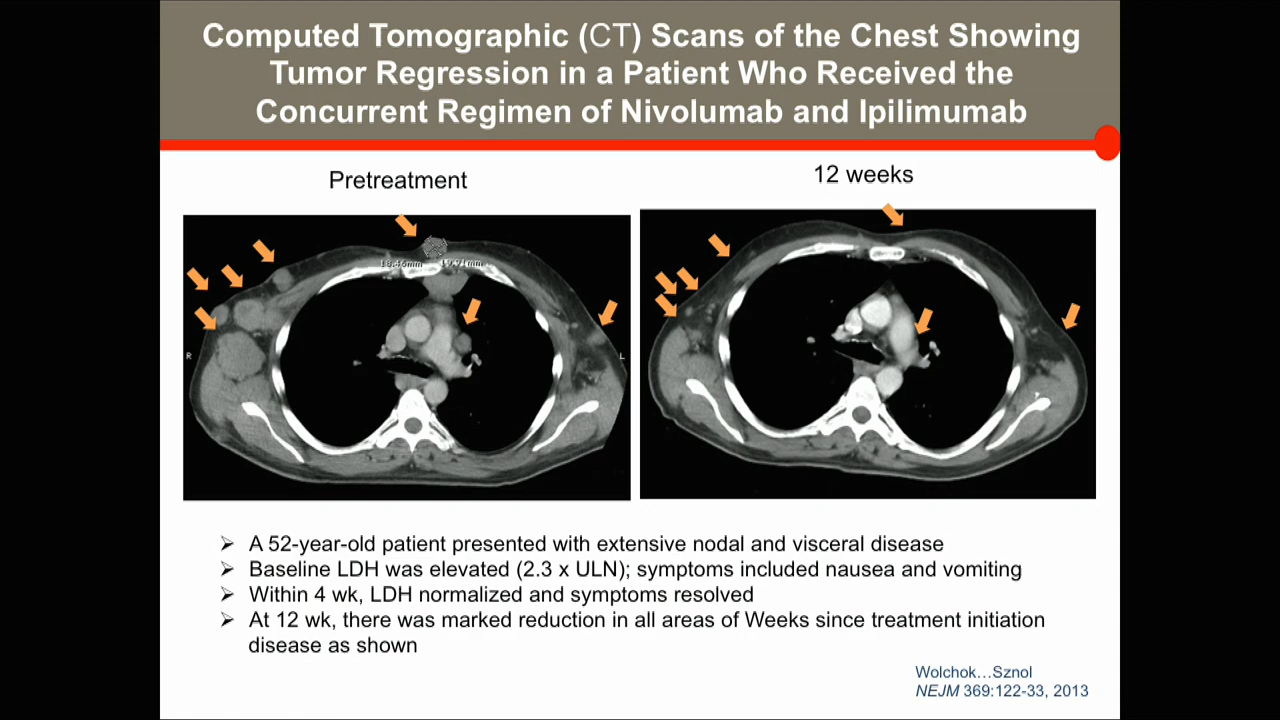 Computed Tomographic (CT) Scans of the Chest Showing
Tumor Regression in a Patient Who Received the
Concurrent Regimen of Nivolumab and Ipilimumab
Pretreatment
12 weeks
18.46mm
R
L
➢ A 52-year-old patient presented with extensive nodal and visceral disease
➢ Baseline LDH was elevated (2.3 x ULN); symptoms included nausea and vomiting
➢ Within 4 wk, LDH normalized and symptoms resolved
➢ At 12 wk, there was marked reduction in all areas of Weeks since treatment initiation
disease as shown
Wolchok…Sznol
NEJM 369:122-33, 2013